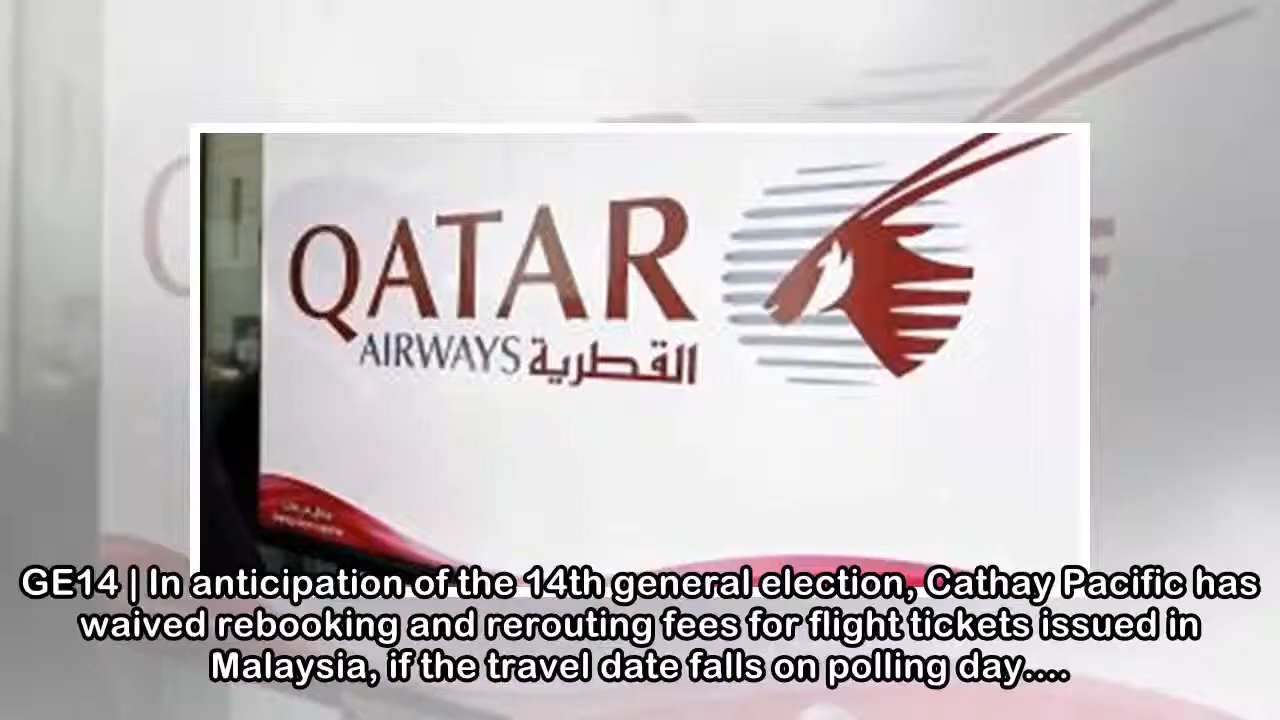 QATAR
AIRWAYS القطرية
GE14 | In anticipation of the 14th general election, Cathay Pacific has
waived rebooking and rerouting fees for flight tickets issued in
Malaysia, if the travel date falls on polling day....